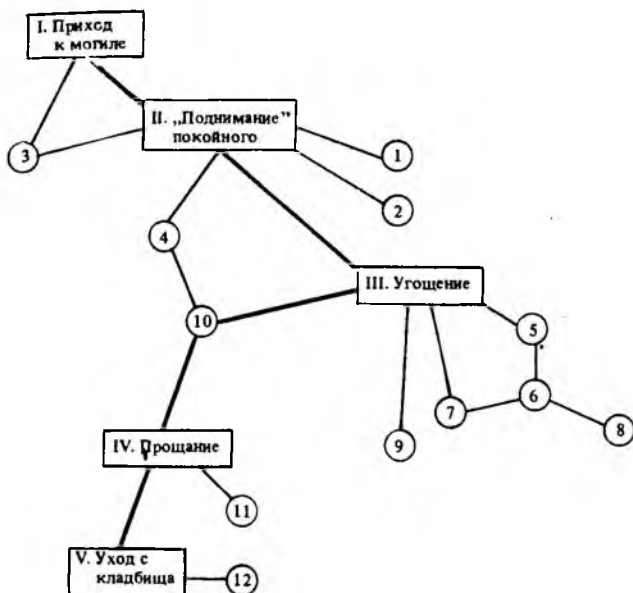 I. Приход
к могиле
II. „Поднимание”
покойного
3
1
2
4
III. Угощение
10
5
6
7
8
9
IV. Прощание
11
V. Уход с
кладбища
12